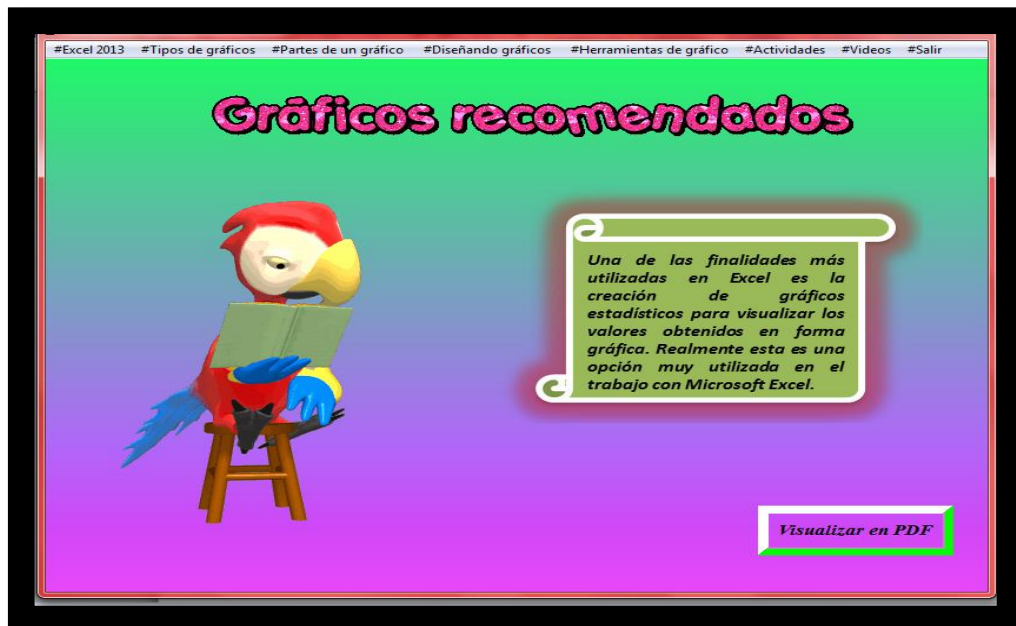 #Excel 2013 #Tipos de gráficos #Partes de un gráfico #Diseñando gráficos #Herramientas de gráfico #Actividades #Videos #Salir
Gráficos recomendados
Una de las finalidades más
utilizadas en Excel es la
creación de gráficos
estadísticos para visualizar los
valores obtenidos en forma
gráfica. Realmente esta es una
opción muy utilizada en el
trabajo con Microsoft Excel.
Visualizar en PDF